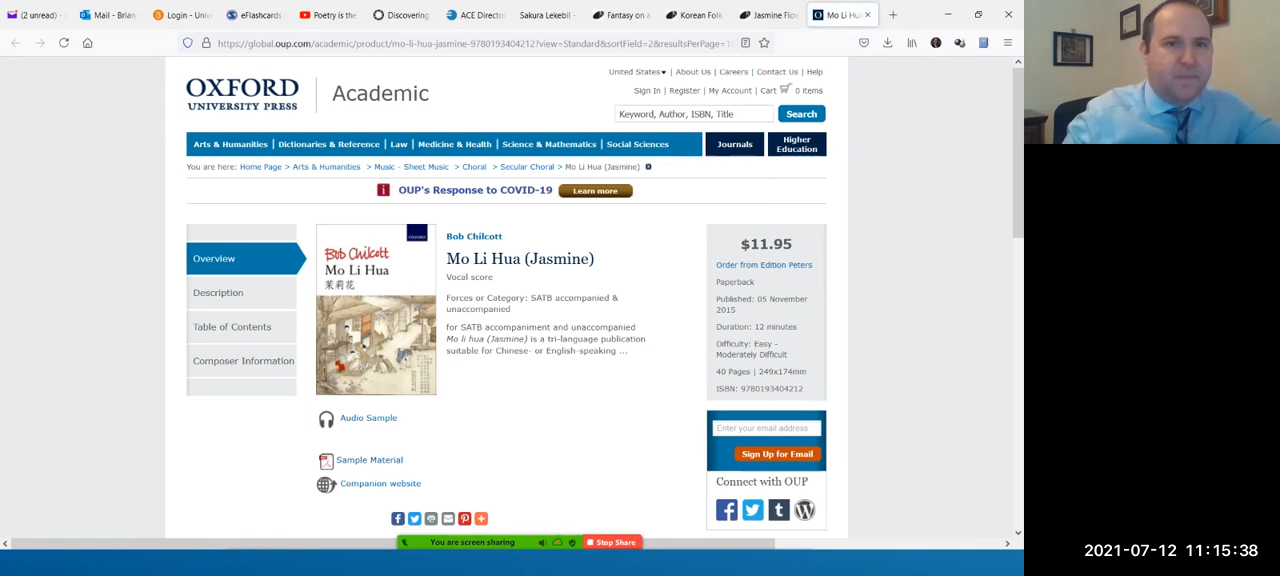 (2 unread) -
Mail - Brian
Login - Univ
eFlashcards
Poetry is the
Discovering
ACE Directo
Sakura Lekebil -
Fantasy on a
Korean Folk
Jasmine Flow
Mo Li Hua
https://global.oup.com/academic/product/mo-li-hua-jasmine-9780193404212?view=Standard&sortField=2&resultsPerPage=
United States | About Us | Careers | Contact Us | Help
OXFORD
UNIVERSITY PRESS
Academic
Sign In | Register | My Account | Cart 0 items
Keyword, Author, ISBN, Title
Search
Arts & Humanities | Dictionaries & Reference | Law | Medicine & Health | Science & Mathematics | Social Sciences
Journals
Higher
Education
You are here: Home Page > Arts & Humanities > Music - Sheet Music > Choral > Secular Choral > Mo Li Hua (Jasmine)
OUP's Response to COVID-19
Learn more
Overview
Description
Table of Contents
Composer Information
OXFORD
Bob Chilcott
Mo Li Hua
茉莉花
Bob Chilcott
Mo Li Hua (Jasmine)
Vocal score
Forces or Category: SATB accompanied &
unaccompanied
for SATB accompaniment and unaccompanied
Mo li hua (Jasmine) is a tri-language publication
suitable for Chinese- or English-speaking ...
$11.95
Order from Edition Peters
Paperback
Published: 05 November
2015
Duration: 12 minutes
Difficulty: Easy -
Moderately Difficult
40 Pages | 249x174mm
ISBN: 9780193404212
Audio Sample
Sample Material
Companion website
Enter your email address
Sign Up for Email
Connect with OUP
You are screen sharing
Stop Share
2021-07-12 11:15:38